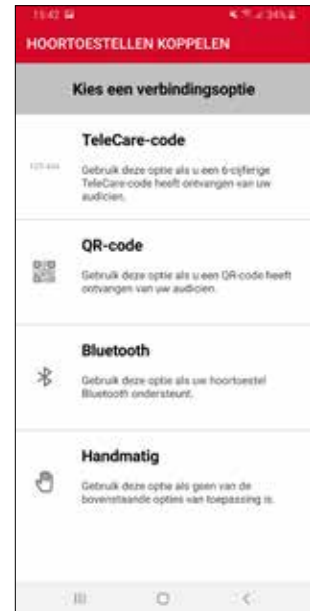 15:42
HOORTOESTELLEN KOPPELEN
Kies een verbindingsoptie
TeleCare-code
Gebruik deze optie als u een 6-cijferige
TeleCare-code heeft ontvangen van uw
audicien.
QR-code
Gebruik deze optie als u een QR-code heeft
ontvangen van uw audicien.
Bluetooth
Gebruik deze optie als uw hoortoestel
Bluetooth ondersteunt.
Handmatig
Gebruik deze optie als geen van de
bovenstaande opties van toepassing is.